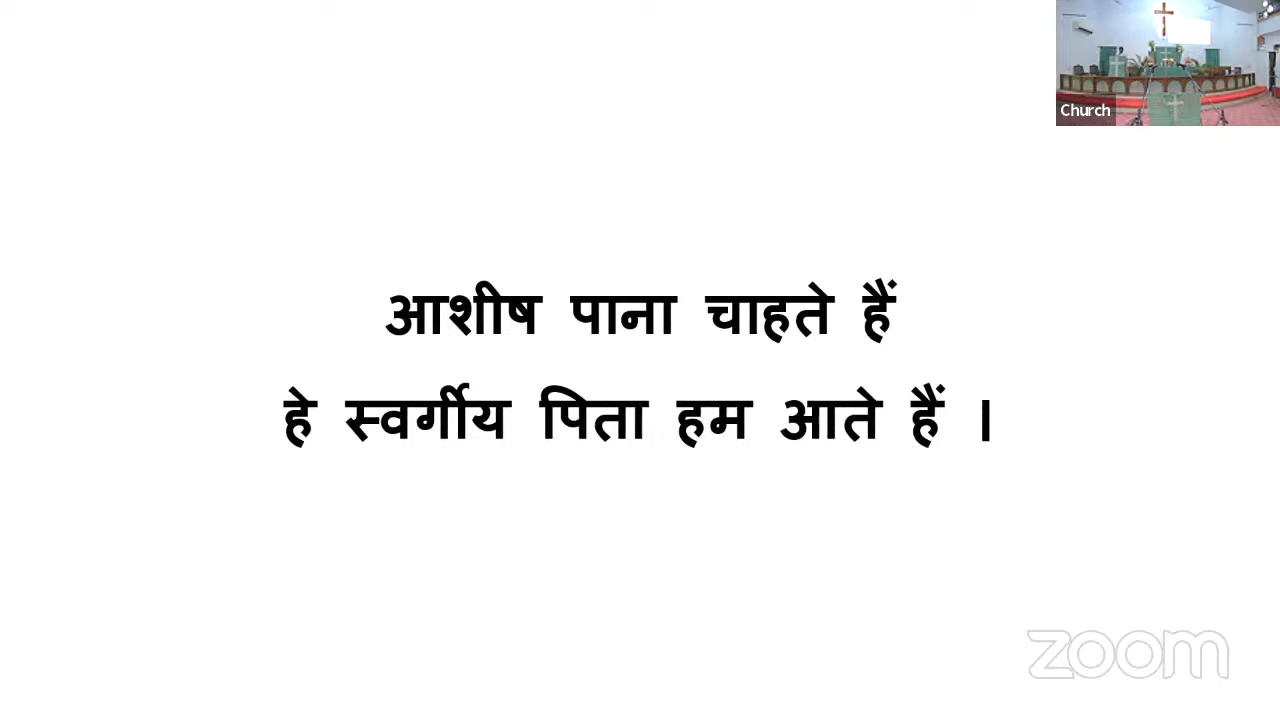 Church
आशीष पाना चाहते हैं
हे स्वर्गीय पिता हम आते हैं ।
zoom